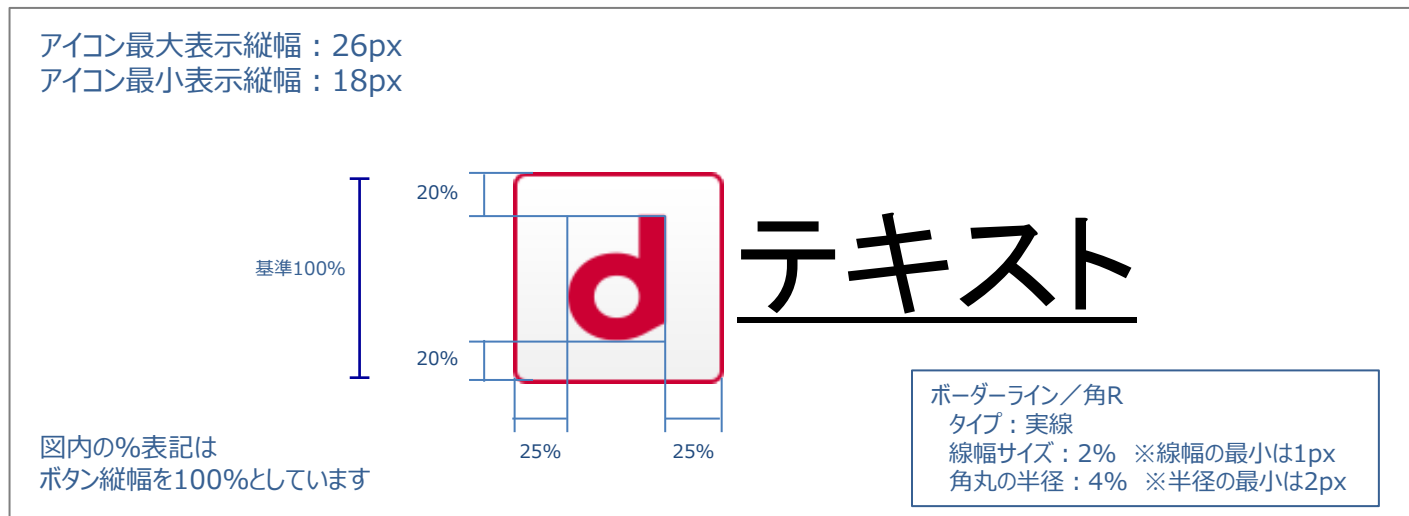 アイコン最大表示縦幅：26px
アイコン最小表示縦幅：18px
20%
基準100%
d
テキスト
20%
25%
25%
図内の%表記は
ボタン縦幅を100%としています
ボーダーライン／角R
タイプ：実線
線幅サイズ：2%　※線幅の最小は1px
角丸の半径：4%　※半径の最小は2px